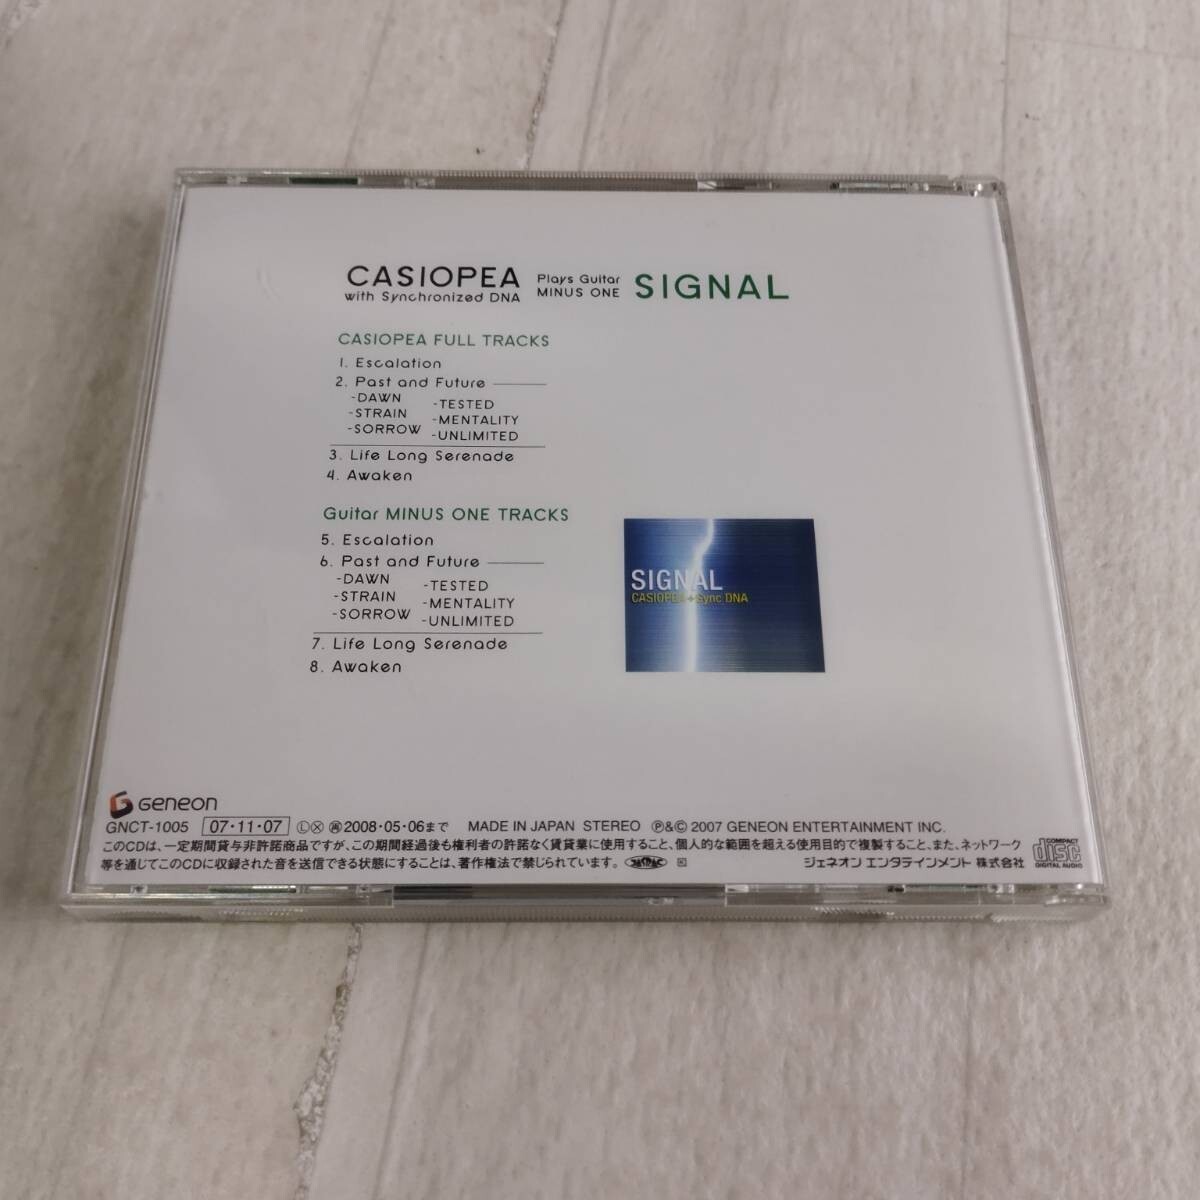 CASIOPEA
with Synchronized DNA
Plays Guitar
MINUS ONE
SIGNAL
CASIOPEA FULL TRACKS
1. Escalation
2. Past and Future
-DAWN
-STRAIN
-SORROW
-TESTED
-MENTALITY
-UNLIMITED
3. Life Long Serenade
4. Awaken
Guitar MINUS ONE TRACKS
5. Escalation
6. Past and Future
-DAWN
-STRAIN
-SORROW
-TESTED
-MENTALITY
-UNLIMITED
7. Life Long Serenade
8. Awaken
SIGNAL
CASIOPEA+Sync DNA
GENEON
GNCT-1005 07・11・07 Ⓛ Ⓧ 2008・05・06まで MADE IN JAPAN STEREO Ⓟ&© 2007 GENEON ENTERTAINMENT INC.
このCDは、一定期間貸与非許諾商品ですが、この期間経過後も権利者の許諾なく賃貸業に使用すること、個人的な範囲を超える使用目的で複製すること、また、ネットワーク
等を通じてこのCDに収録された音を送信できる状態にすることは、著作権法で禁じられています。
ジェネオン エンタテインメント 株式会社
COMPACT
disc
DIGITAL AUDIO